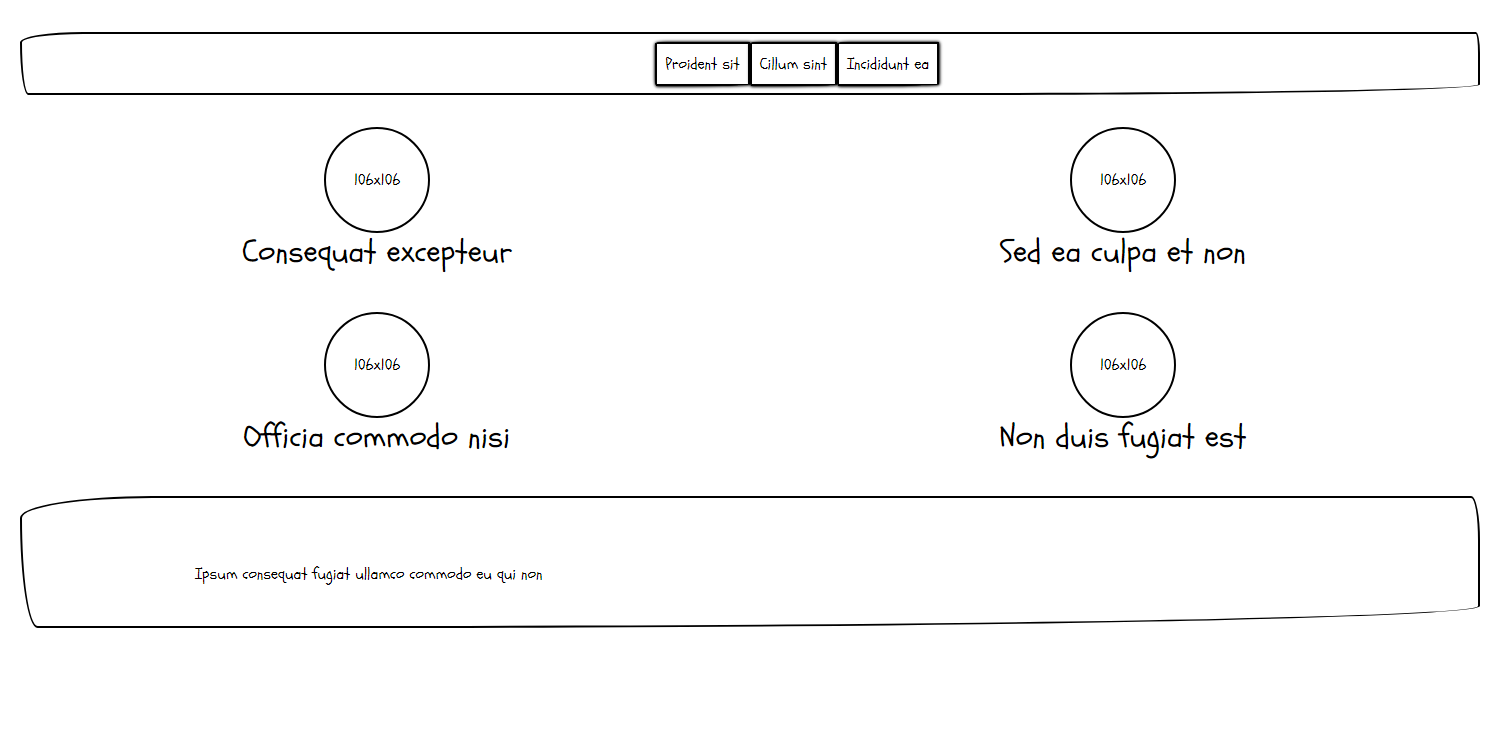 Proident sit Cillum sint Incididunt ea
106x106 106x106
Consequat excepteur Sed ea culpa et non
106x106 106x106
Officia commodo nisi Non duis fugiat est
Ipsum consequat fugiat ullamco commodo eu qui non